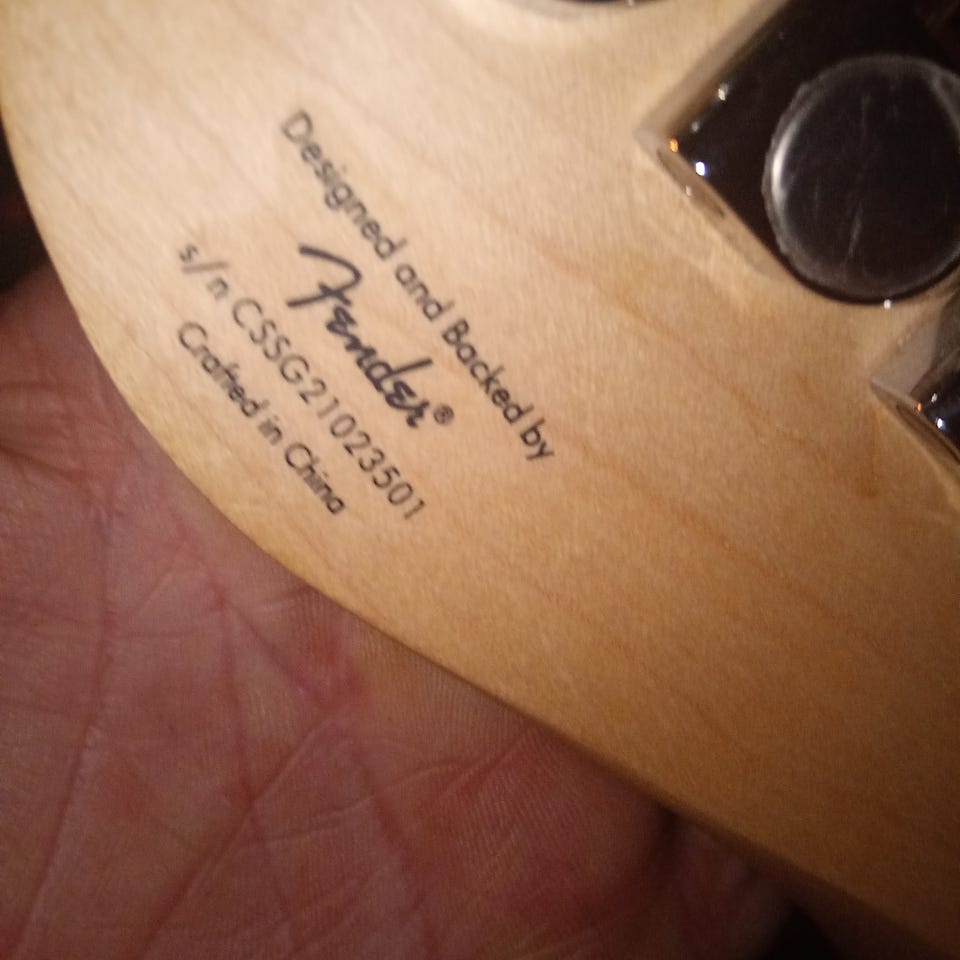 Designed and Backed by
Fender®
s/n CSSG21023501
Crafted in China